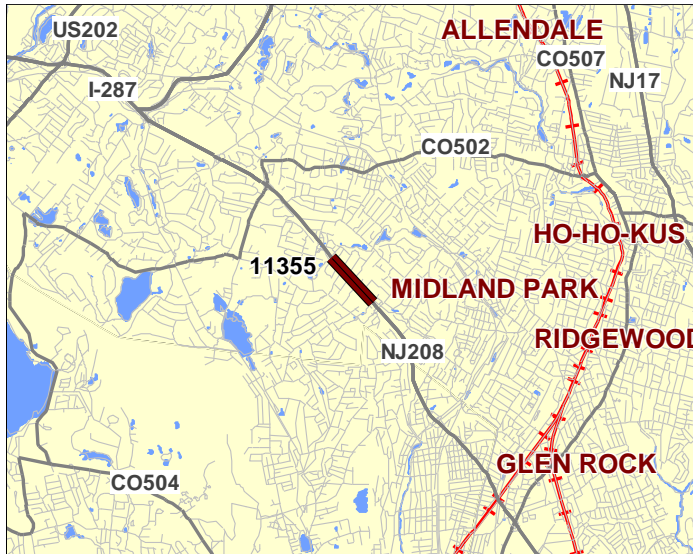 ALLENDALE
US202
CO507
NJ17
I-287
CO502
HO-HO-KUS
11355
MIDLAND PARK
RIDGEWOOD
NJ208
GLEN ROCK
CO504